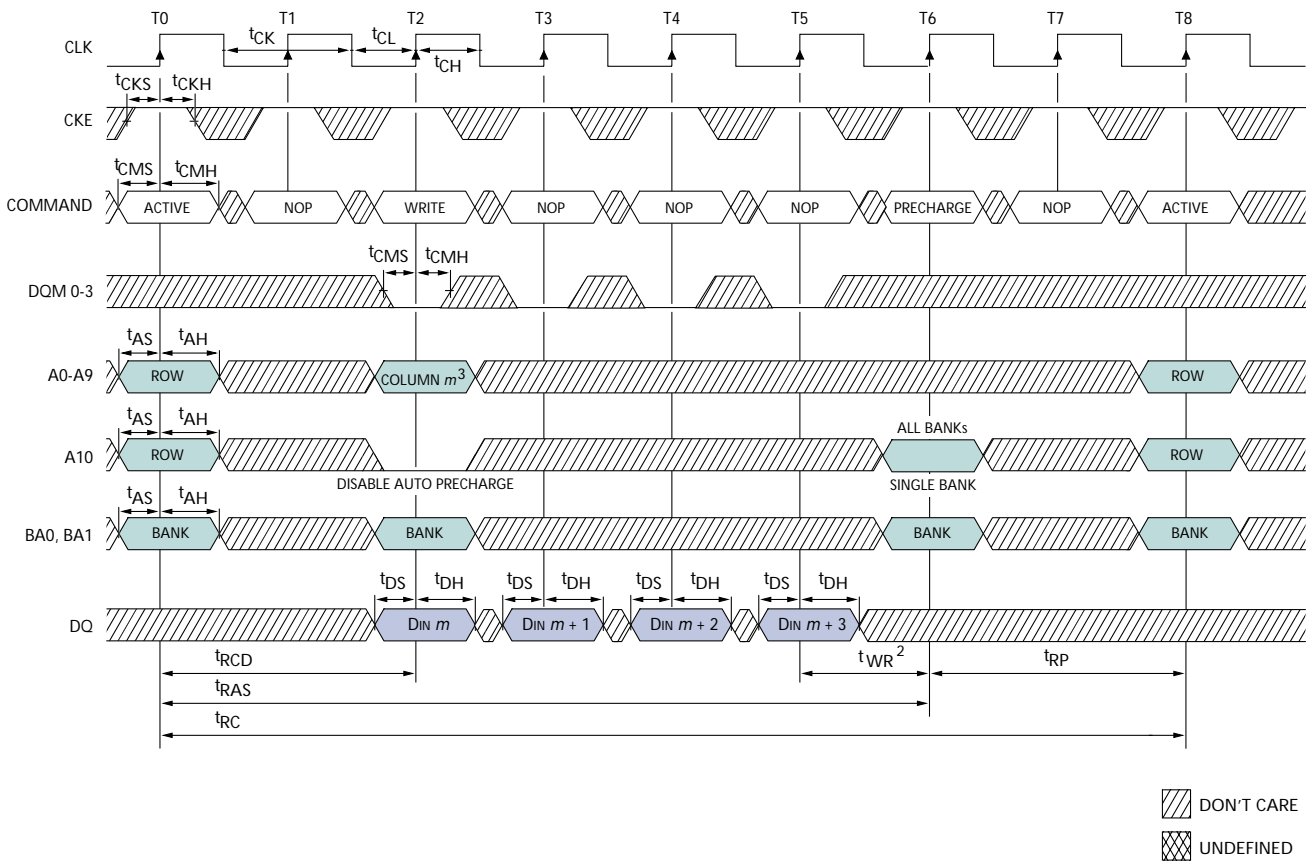 T0 T1 T2 T3 T4 T5 T6 T7 T8
CLK
tCK tCL
tCH
tCKS tCKH
CKE
tCMS tCMH
COMMAND ACTIVE NOP WRITE NOP NOP NOP PRECHARGE NOP ACTIVE
tCMS tCMH
DQM 0-3
tAS tAH
A0-A9 ROW COLUMN m3 ROW
tAS tAH ALL BANKs
A10 ROW ROW
DISABLE AUTO PRECHARGE SINGLE BANK
tAS tAH
BA0, BA1 BANK BANK BANK BANK
tDS tDH tDS tDH tDS tDH tDS tDH
DQ DIN m DIN m + 1 DIN m + 2 DIN m + 3
tRCD tWR2 tRP
tRAS
tRC
DON'T CARE
UNDEFINED